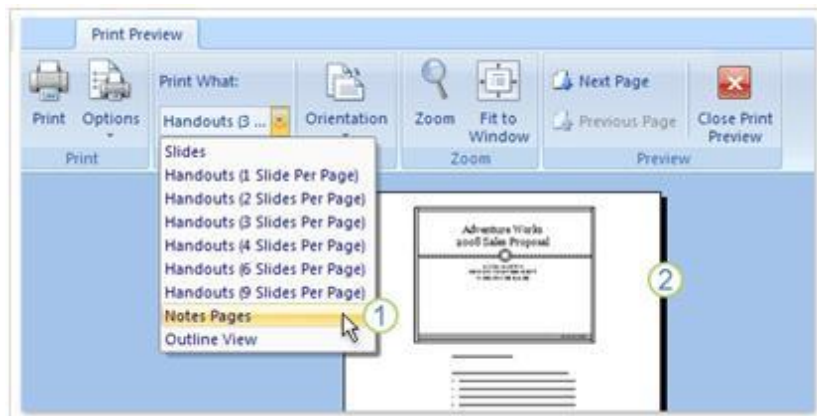 Print Preview
Print What:
Next Page
Print Options
Handouts (3 ...
Orientation
Zoom
Fit to
Window
Previous Page
Close Print
Preview
Print
Zoom
Preview
Slides
Handouts (1 Slide Per Page)
Handouts (2 Slides Per Page)
Handouts (3 Slides Per Page)
Handouts (4 Slides Per Page)
Handouts (6 Slides Per Page)
Handouts (9 Slides Per Page)
Notes Pages
Outline View
1
Adventure Works
2008 Sales Proposal
2